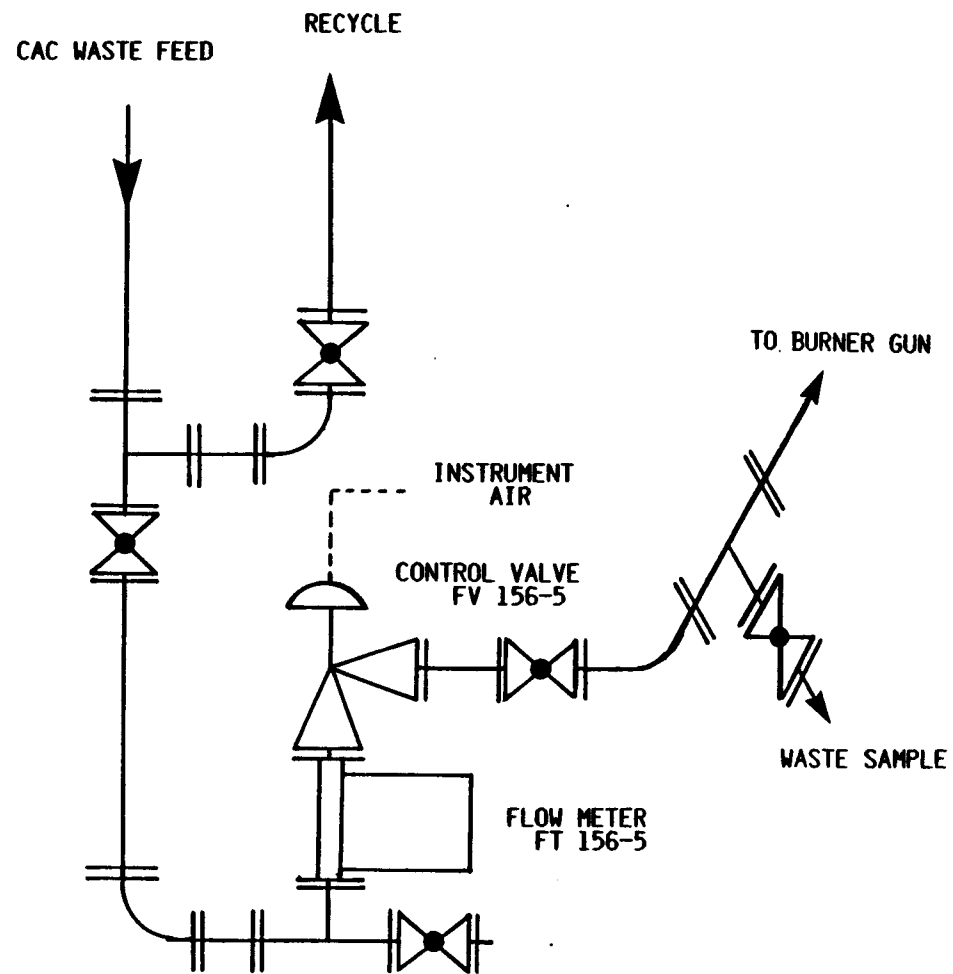 RECYCLE
CAC WASTE FEED
TO BURNER GUN
INSTRUMENT
AIR
CONTROL VALVE
FV 156-5
WASTE SAMPLE
FLOW METER
FT 156-5